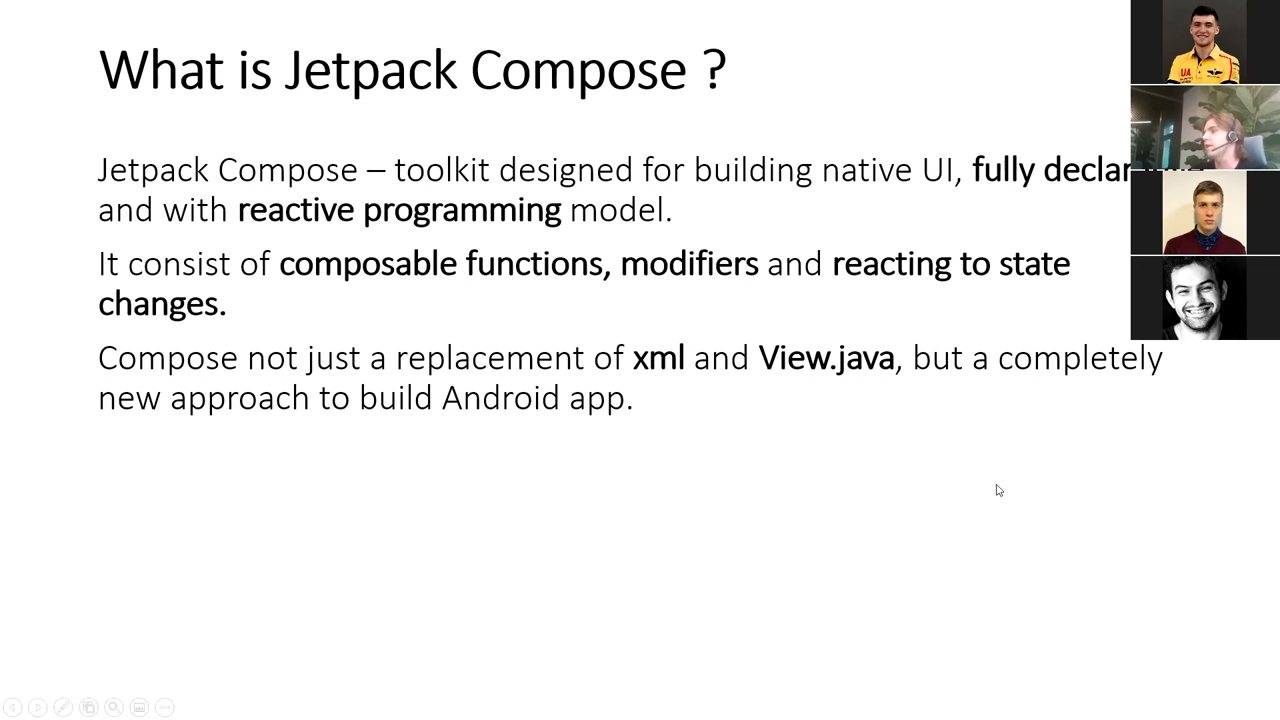 What is Jetpack Compose ?
Jetpack Compose – toolkit designed for building native UI, fully
and with reactive programming model.
It consist of composable functions, modifiers and reacting to state
changes.
Compose not just a replacement of xml and View.java, but a completely
new approach to build Android app.
UA